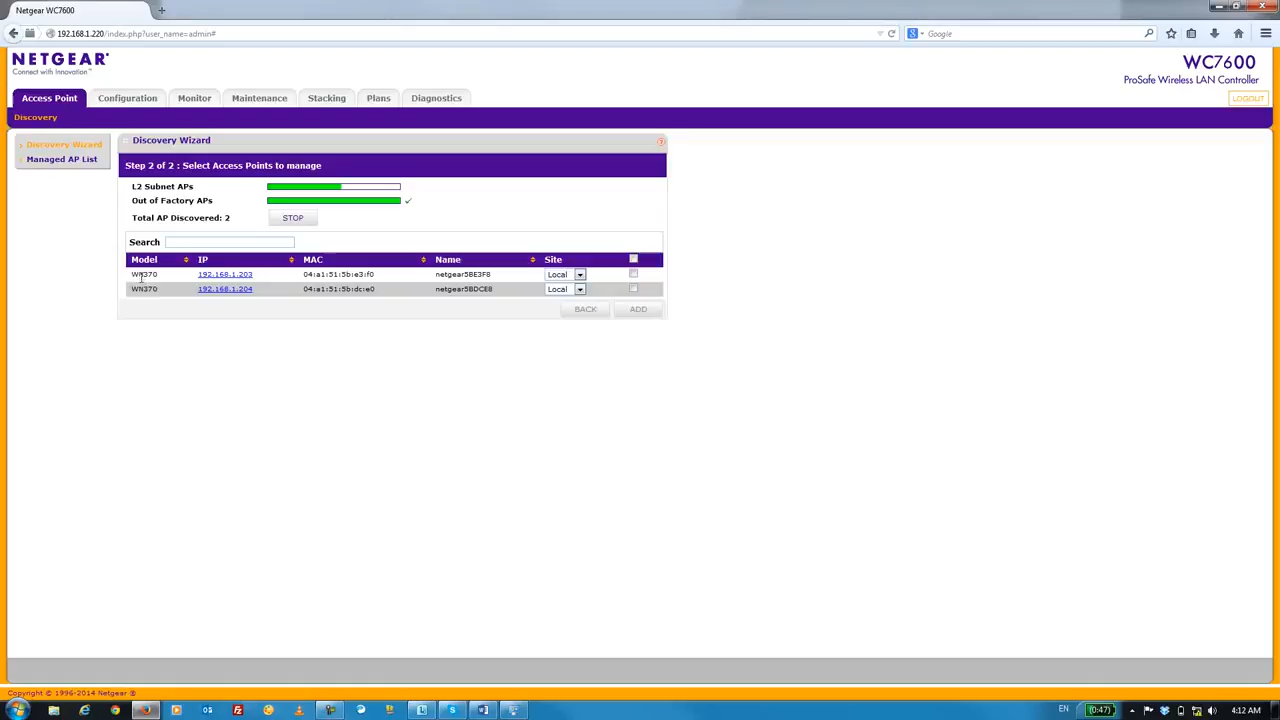 Netgear WC7600
192.168.1.220/index.php?user_name=admin#
Google
NETGEAR®
Connect with Innovation™
WC7600
ProSafe Wireless LAN Controller
Access Point Configuration Monitor Maintenance Stacking Plans Diagnostics
LOGOUT
Discovery
Discovery Wizard
Managed AP List
Discovery Wizard
Step 2 of 2 : Select Access Points to manage
L2 Subnet APs
Out of Factory APs
Total AP Discovered: 2 STOP
Search
Model IP MAC Name Site
WN370 192.168.1.203 04:a1:51:5b:e3:f0 netgear5BE3F8 Local
WN370 192.168.1.204 04:a1:51:5b:dc:e0 netgear5BDCE8 Local
BACK ADD
Copyright © 1996-2014 Netgear ®
EN (0:47) 4:12 AM